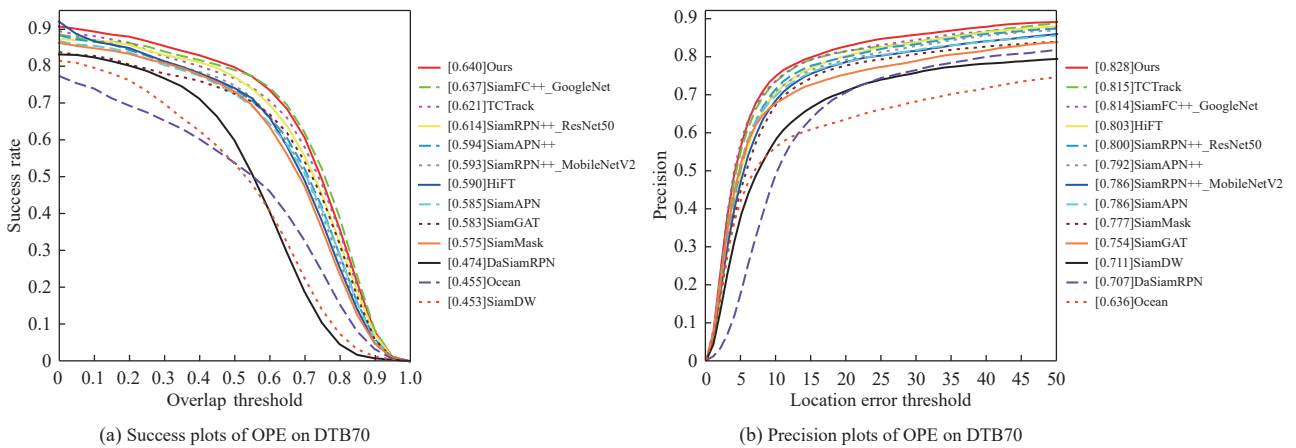 0.9
0.8
0.7
0.6
0.5
0.4
0.3
0.2
0.1
0
Success rate
0 0.1 0.2 0.3 0.4 0.5 0.6 0.7 0.8 0.9 1.0
Overlap threshold
[0.640]Ours
[0.637]SiamFC++_GoogleNet
[0.621]TCTrack
[0.614]SiamRPN++_ResNet50
[0.594]SiamAPN++
[0.593]SiamRPN++_MobileNetV2
[0.590]HiFT
[0.585]SiamAPN
[0.583]SiamGAT
[0.575]SiamMask
[0.474]DaSiamRPN
[0.455]Ocean
[0.453]SiamDW
(a) Success plots of OPE on DTB70
0.9
0.8
0.7
0.6
0.5
0.4
0.3
0.2
0.1
0
Precision
0 5 10 15 20 25 30 35 40 45 50
Location error threshold
[0.828]Ours
[0.815]TCTrack
[0.814]SiamFC++_GoogleNet
[0.803]HiFT
[0.800]SiamRPN++_ResNet50
[0.792]SiamAPN++
[0.786]SiamRPN++_MobileNetV2
[0.786]SiamAPN
[0.777]SiamMask
[0.754]SiamGAT
[0.711]SiamDW
[0.707]DaSiamRPN
[0.636]Ocean
(b) Precision plots of OPE on DTB70